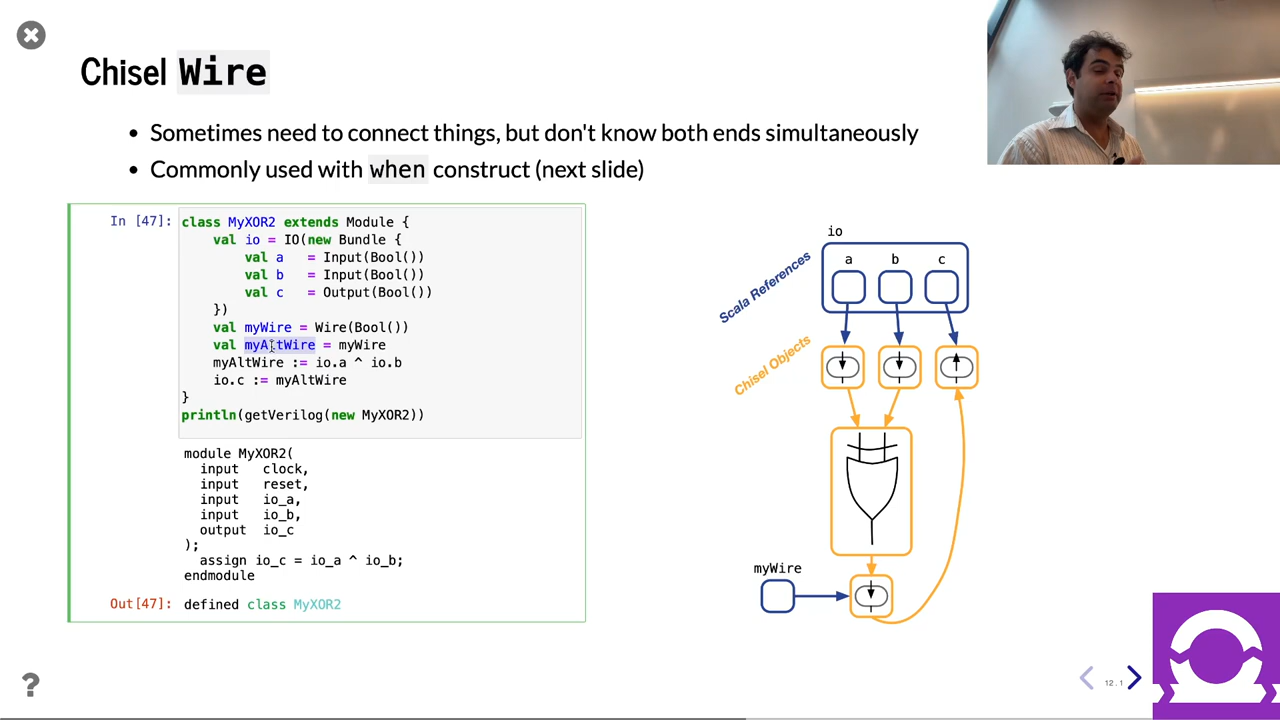 Chisel Wire
• Sometimes need to connect things, but don't know both ends simultaneously
• Commonly used with when construct (next slide)
In [47]: class MyXOR2 extends Module {
val io = IO(new Bundle {
val a = Input(Bool())
val b = Input(Bool())
val c = Output(Bool())
})
val myWire = Wire(Bool())
val myAltWire = myWire
myAltWire := io.a ^ io.b
io.c := myAltWire
}
println(getVerilog(new MyXOR2))
module MyXOR2(
input clock,
input reset,
input io_a,
input io_b,
output io_c
);
assign io_c = io_a ^ io_b;
endmodule
Out[47]: defined class MyXOR2
io
a b c
Scala References
Chisel Objects
myWire
?
12.1